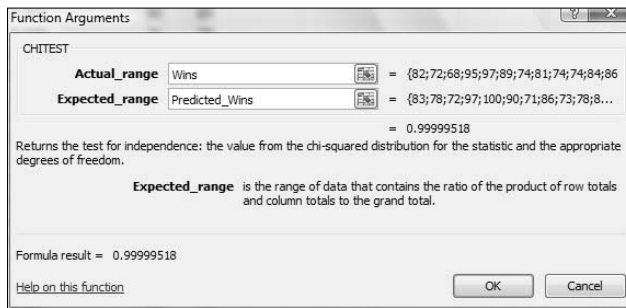 Function Arguments
CHITEST
Actual_range Wins = {82;72;68;95;97;89;74;81;74;74;84;86
Expected_range Predicted_Wins = {83;78;72;97;100;90;71;86;73;78;8...
= 0.99999518
Returns the test for independence: the value from the chi-squared distribution for the statistic and the appropriate
degrees of freedom.
Expected_range is the range of data that contains the ratio of the product of row totals
and column totals to the grand total.
Formula result = 0.99999518
Help on this function OK Cancel